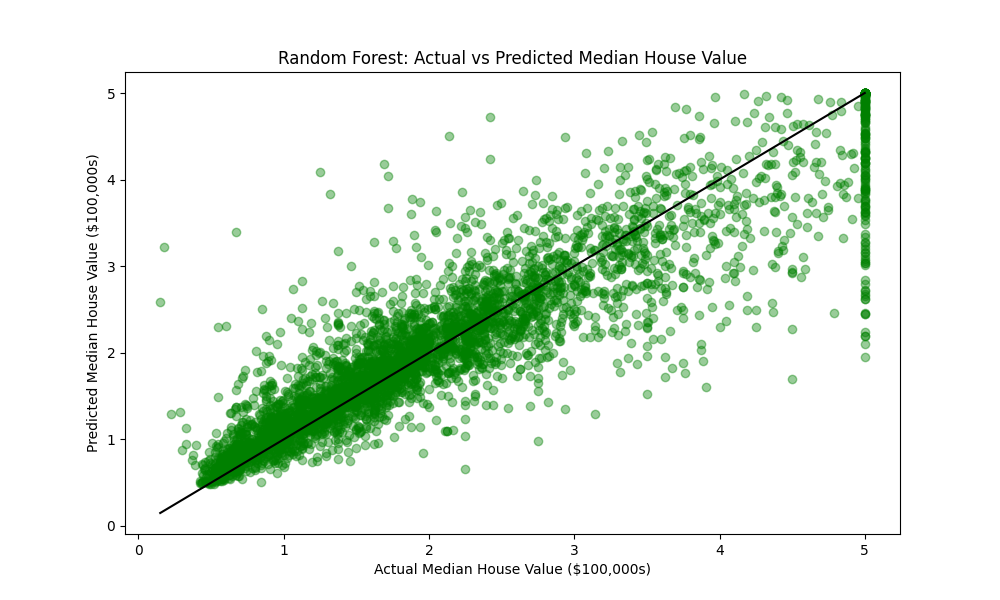 Random Forest: Actual vs Predicted Median House Value
Predicted Median House Value ($100,000s)
5
4
3
2
1
0
0 1 2 3 4 5
Actual Median House Value ($100,000s)